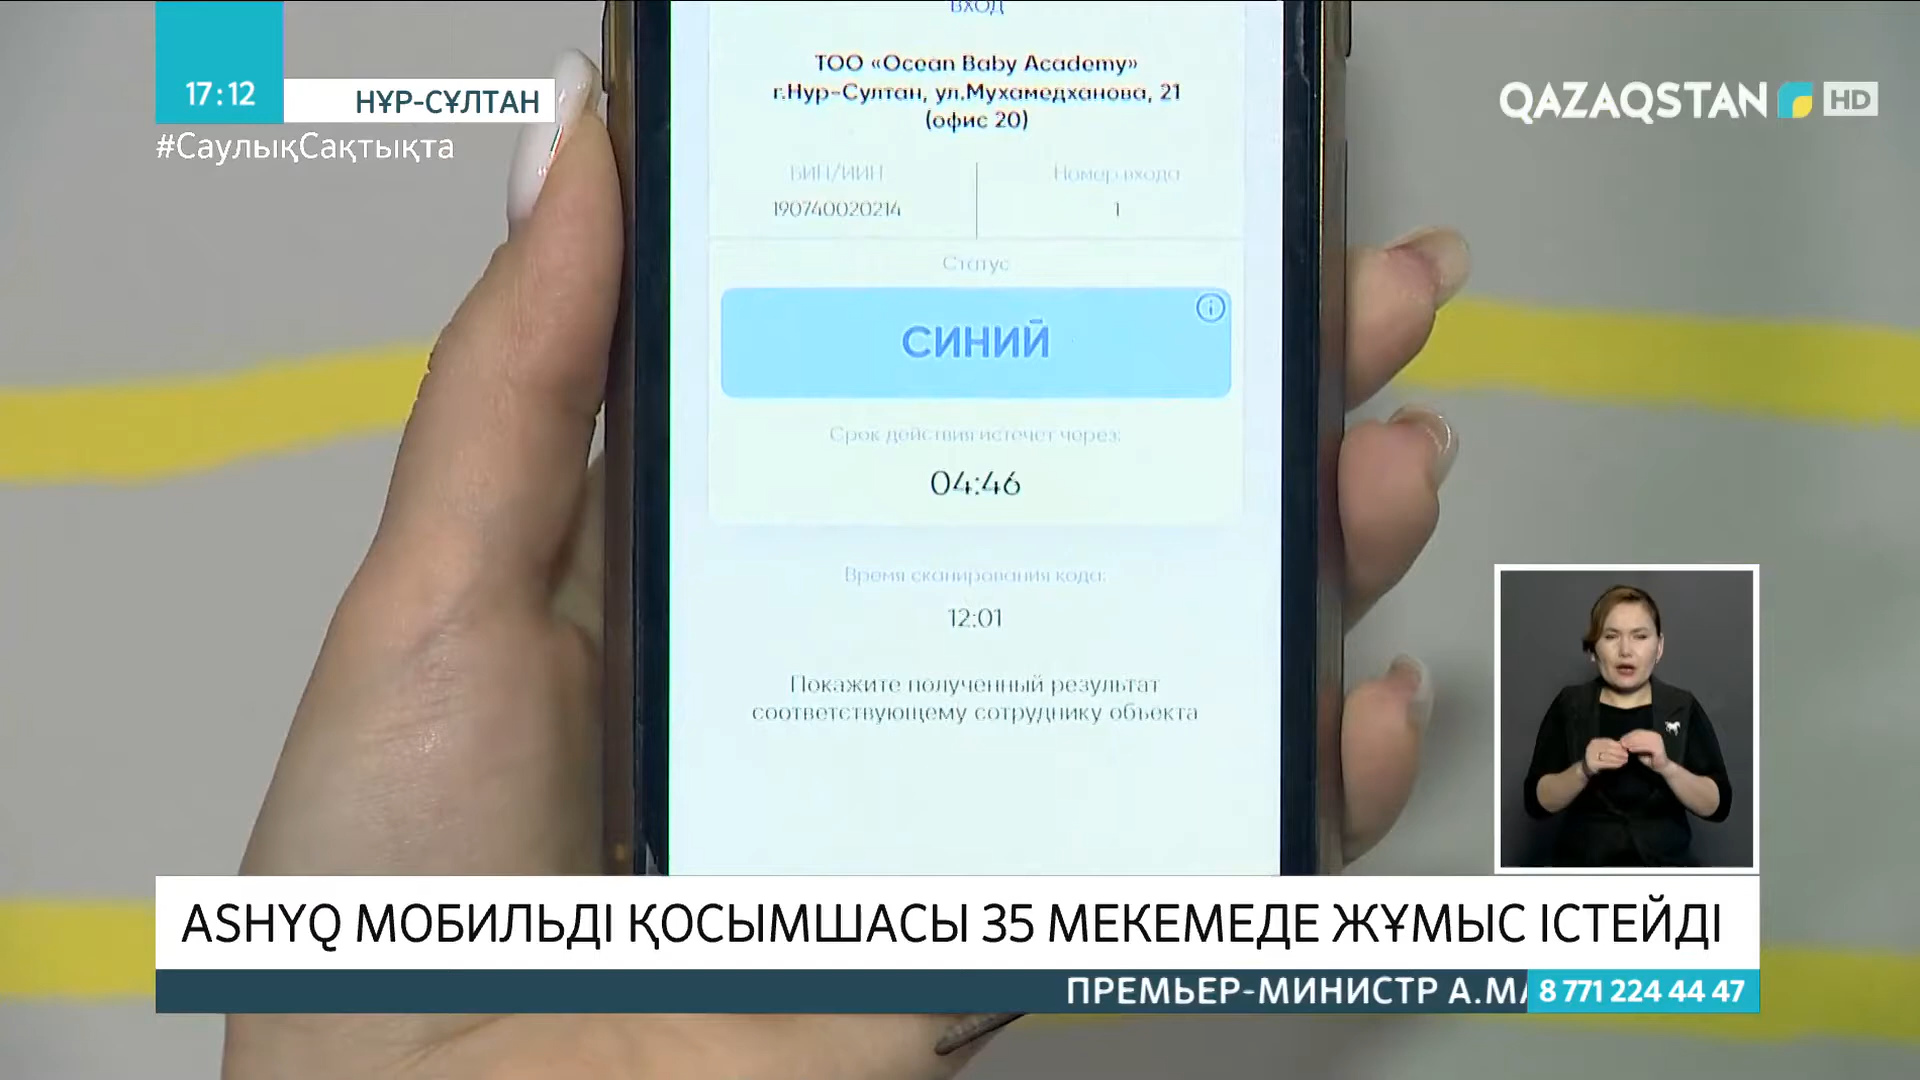 17:12
НҰР-СҰЛТАН
#СаулықСақтықта
QAZAQSTAN HD
ВХОД
ТОО «Ocean Baby Academy»
г.Нур-Султан, ул.Мухамедханова, 21
(офис 20)
БИН/ИИН
Номер входа
190740020214
1
Статус
СИНИЙ
Срок действия истечет через:
04:46
Время сканирования кода:
12:01
Покажите полученный результат
соответствующему сотруднику объекта
ASHYQ МОБИЛЬДІ ҚОСЫМШАСЫ 35 МЕКЕМЕДЕ ЖҰМЫС ІСТЕЙДІ
ПРЕМЬЕР-МИНИСТР А.МА
8 771 224 44 47